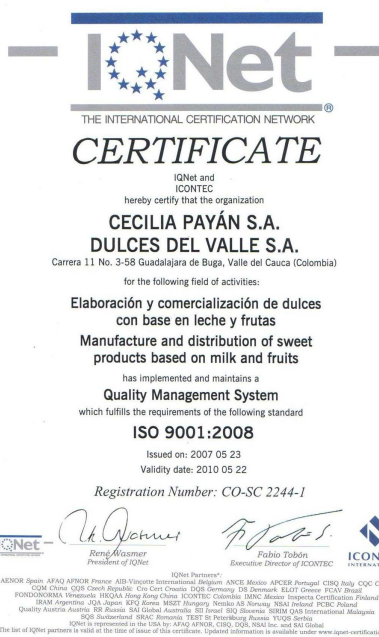 IQNet
®
THE INTERNATIONAL CERTIFICATION NETWORK
CERTIFICATE
IQNet and
ICONTEC
hereby certify that the organization
CECILIA PAYÁN S.A.
DULCES DEL VALLE S.A.
Carrera 11 No. 3-58 Guadalajara de Buga, Valle del Cauca (Colombia)
for the following field of activities:
Elaboración y comercialización de dulces
con base en leche y frutas
Manufacture and distribution of sweet
products based on milk and fruits
has implemented and maintains a
Quality Management System
which fulfills the requirements of the following standard
ISO 9001:2008
Issued on: 2007 05 23
Validity date: 2010 05 22
Registration Number: CO-SC 2244-1
IQNet
René Wasmer
President of IQNet
Fabio Tobón
Executive Director of ICONTEC
ICON
INTERNA
IQNet Partners*:
AENOR Spain AFAQ AFNOR France AIB-Vinçotte International Belgium ANCE Mexico APCER Portugal CISQ Italy CQC C
CQM China CQS Czech Republic Cro Cert Croatia DQS Germany DS Denmark ELOT Greece FCAV Brazil
FONDONORMA Venezuela HKQAA Hong Kong China ICONTEC Colombia IMNC Mexico Inspecta Certification Finland
IRAM Argentina JQA Japan KFQ Korea MSZT Hungary Nemko AS Norway NSAI Ireland PCBC Poland
Quality Austria Austria RR Russia SAI Global Australia SII Israel SIQ Slovenia SIRIM QAS International Malaysia
SQS Switzerland SRAC Romania TEST St Petersburg Russia YUQS Serbia
IQNet is represented in the USA by: AFAQ AFNOR, CISQ, DQS, NSAI Inc. and SAI Global
The list of IQNet partners is valid at the time of issue of this certificate. Updated information is available under www.iqnet-certificati